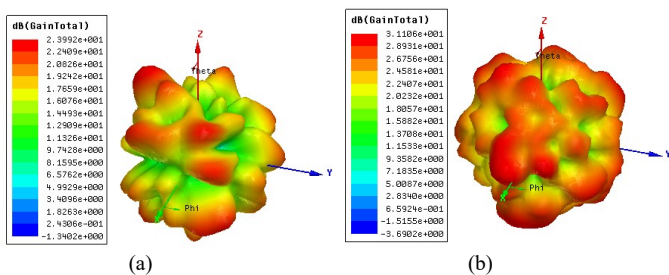 dB(GainTotal)
2.3992e+001
2.2409e+001
2.0826e+001
1.9242e+001
1.7659e+001
1.6076e+001
1.4493e+001
1.2909e+001
1.1326e+001
9.7428e+000
8.1595e+000
6.5762e+000
4.9929e+000
3.4096e+000
1.8263e+000
2.4306e-001
-1.3402e+000
Z
Theta
Y
Phi
(a)
dB(GainTotal)
3.1106e+001
2.8931e+001
2.6756e+001
2.4581e+001
2.2407e+001
2.0232e+001
1.8057e+001
1.5882e+001
1.3708e+001
1.1533e+001
9.3582e+000
7.1835e+000
5.0087e+000
2.8340e+000
6.5924e-001
-1.5155e+000
-3.6902e+000
Z
Theta
Y
Phi
(b)